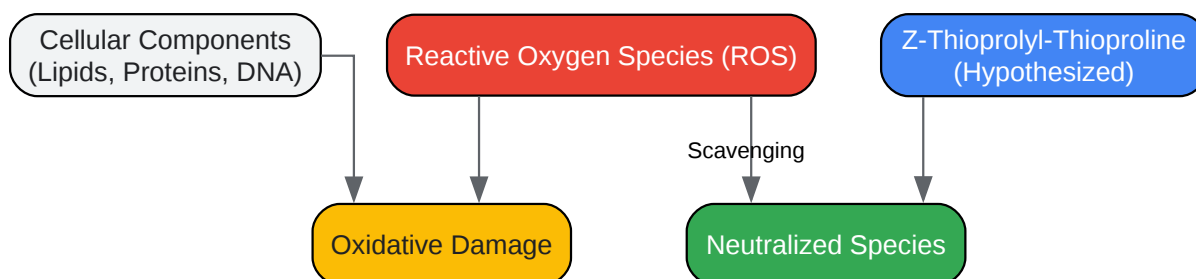 Cellular Components
(Lipids, Proteins, DNA)
Reactive Oxygen Species (ROS)
Z-Thioprolyl-Thioproline
(Hypothesized)
Scavenging
Oxidative Damage
Neutralized Species